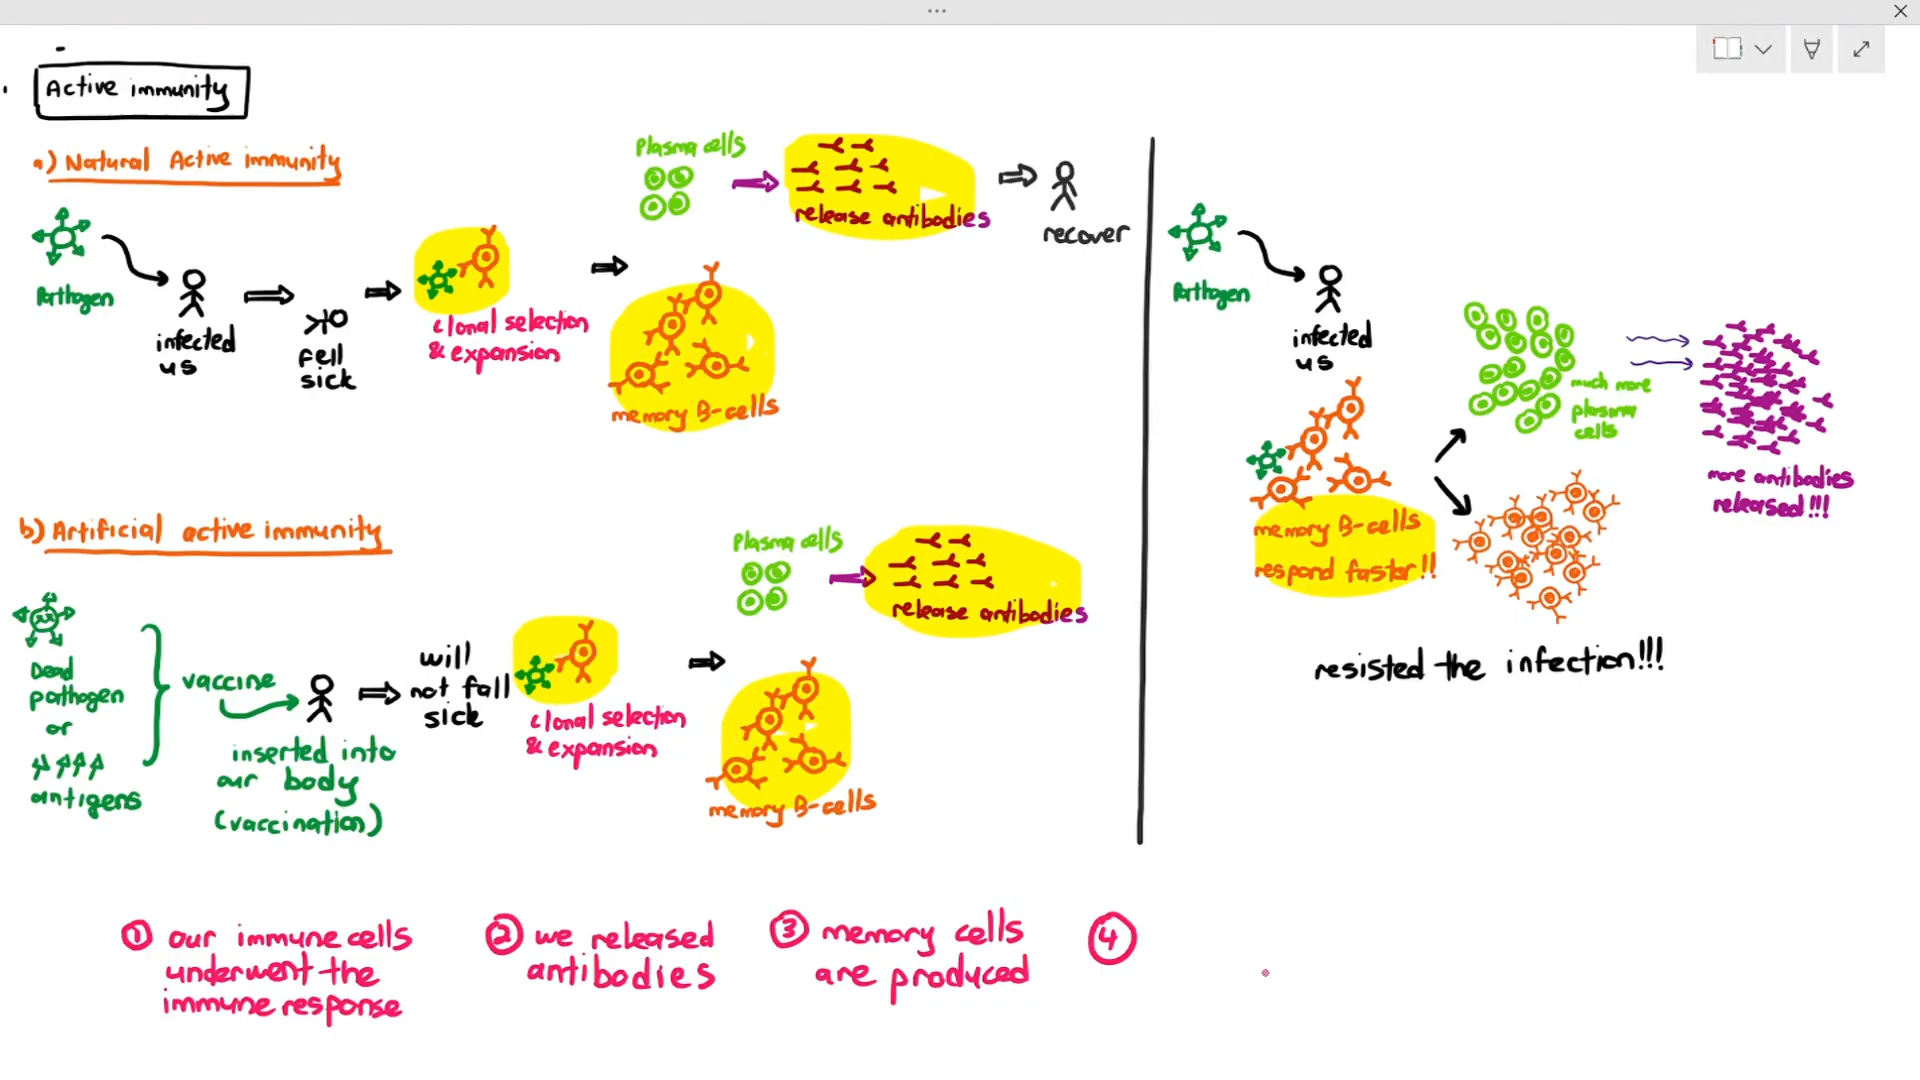 Active immunity
a) Natural Active immunity
Pathogen
infected
us
fell
sick
clonal selection
& expansion
Plasma cells
release antibodies
recover
memory B-cells
b) Artificial active immunity
Dead
pathogen
or
antigens
vaccine
inserted into
our body
(vaccination)
will
not fall
sick
clonal selection
& expansion
Plasma cells
release antibodies
memory B-cells
Pathogen
infected
us
memory B-cells
respond faster!!
much more
plasma
cells
more antibodies
released!!!
resisted the infection!!!
① our immune cells
underwent the
immune response
② we released
antibodies
③ memory cells
are produced
④